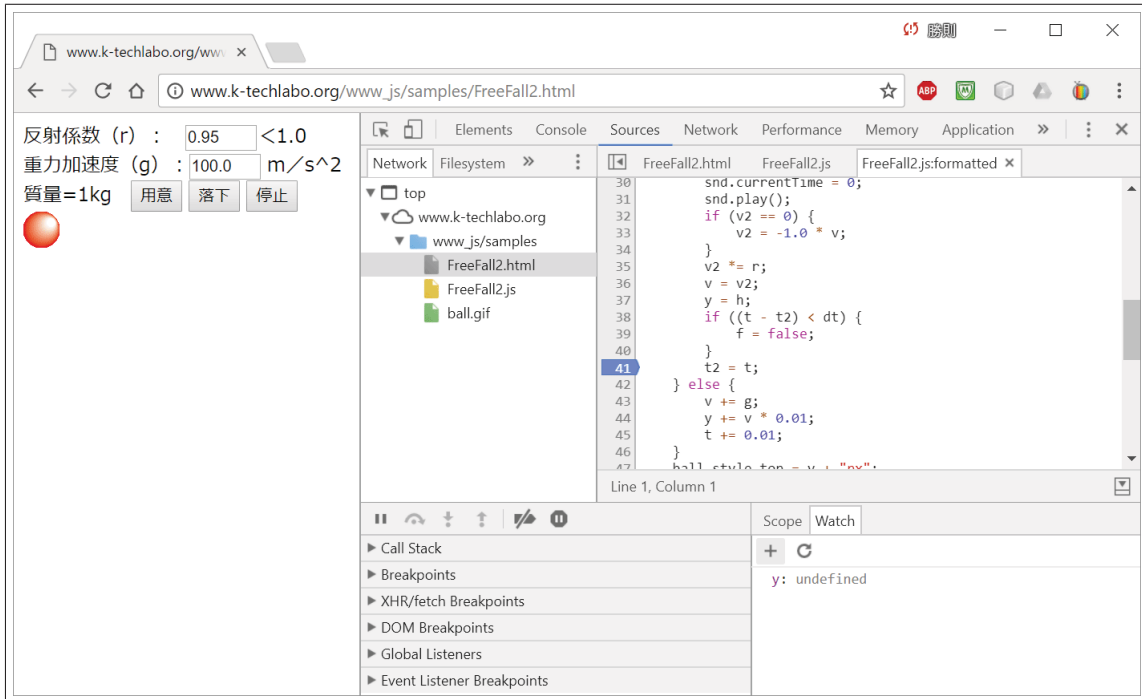 勝則
www.k-techlabo.org/ww
www.k-techlabo.org/www_js/samples/FreeFall2.html
ABP
反射係数（r）： 0.95 <1.0
重力加速度（g）: 100.0 m／s^2
質量=1kg 用意 落下 停止
Elements Console Sources Network Performance Memory Application »
Network Filesystem »
top
www.k-techlabo.org
www_js/samples
FreeFall2.html
FreeFall2.js
ball.gif
FreeFall2.html FreeFall2.js FreeFall2.js:formatted ×
30 snd.currentTime = 0;
31 snd.play();
32 if (v2 == 0) {
33 v2 = -1.0 * v;
34 }
35 v2 *= r;
36 v = v2;
37 y = h;
38 if ((t - t2) < dt) {
39 f = false;
40 }
41 t2 = t;
42 } else {
43 v += g;
44 y += v * 0.01;
45 t += 0.01;
46 }
47 ball.style.top = y + "px";
Line 1, Column 1
Call Stack
Breakpoints
XHR/fetch Breakpoints
DOM Breakpoints
Global Listeners
Event Listener Breakpoints
Scope Watch
y: undefined